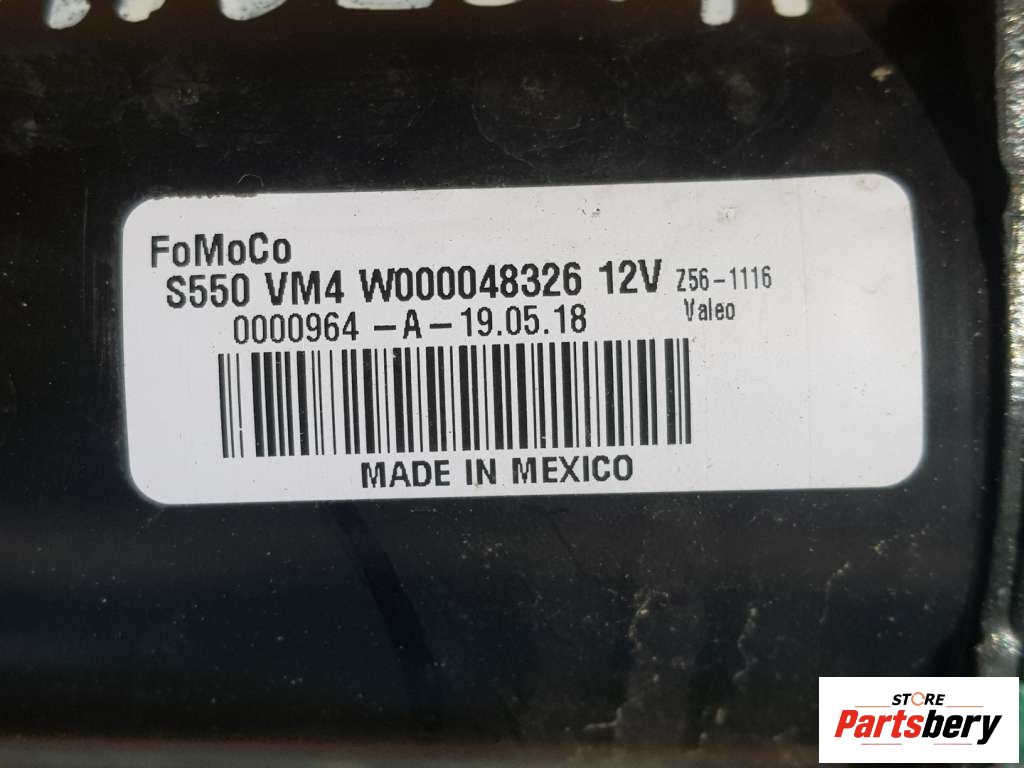 FoMoCo
S550 VM4 W000048326 12V Z56-1116
0000964 -A-19.05.18 Valeo
MADE IN MEXICO
STORE
Partsbery